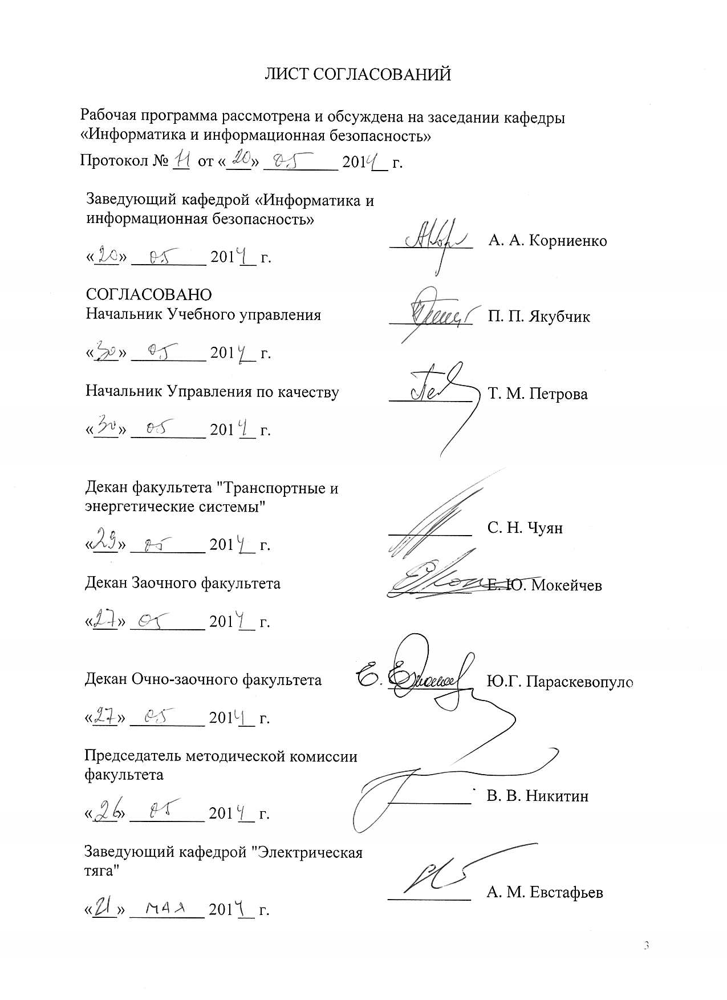 ЛИСТ СОГЛАСОВАНИЙ
Рабочая программа рассмотрена и обсуждена на заседании кафедры
«Информатика и информационная безопасность»
Протокол № 11 от «20» 05 2014 г.
Заведующий кафедрой «Информатика и
информационная безопасность»
А. А. Корниенко
«20» 05 2014 г.
СОГЛАСОВАНО
Начальник Учебного управления
П. П. Якубчик
«30» 05 2014 г.
Начальник Управления по качеству
Т. М. Петрова
«30» 05 2014 г.
Декан факультета "Транспортные и
энергетические системы"
С. Н. Чуян
«29» 05 2014 г.
Декан Заочного факультета
Е. Ю. Мокейчев
«27» 05 2014 г.
Декан Очно-заочного факультета
Ю.Г. Параскевопуло
«27» 05 2014 г.
Председатель методической комиссии
факультета
В. В. Никитин
«26» 05 2014 г.
Заведующий кафедрой "Электрическая
тяга"
А. М. Евстафьев
«21» мая 2014 г.
3